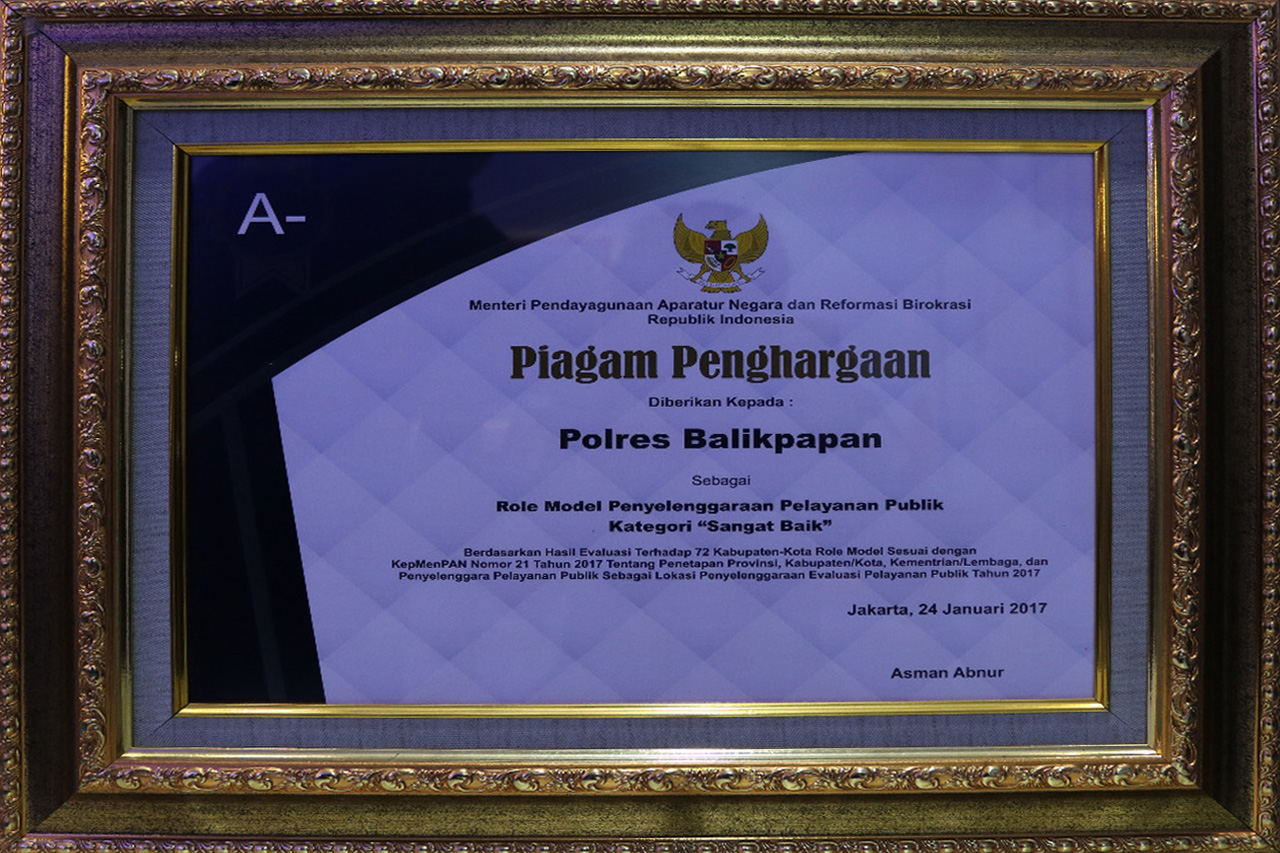 A-
Menteri Pendayagunaan Aparatur Negara dan Reformasi Birokrasi
Republik Indonesia
Piagam Penghargaan
Diberikan Kepada :
Polres Balikpapan
Sebagai
Role Model Penyelenggaraan Pelayanan Publik
Kategori “Sangat Baik”
Berdasarkan Hasil Evaluasi Terhadap 72 Kabupaten-Kota Role Model Sesuai dengan
KepMenPAN Nomor 21 Tahun 2017 Tentang Penetapan Provinsi, Kabupaten/Kota, Kementrian/Lembaga, dan
Penyelenggara Pelayanan Publik Sebagai Lokasi Penyelenggaraan Evaluasi Pelayanan Publik Tahun 2017
Jakarta, 24 Januari 2017
Asman Abnur